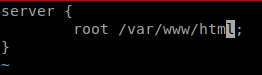 server {
        root /var/www/html;
}
~